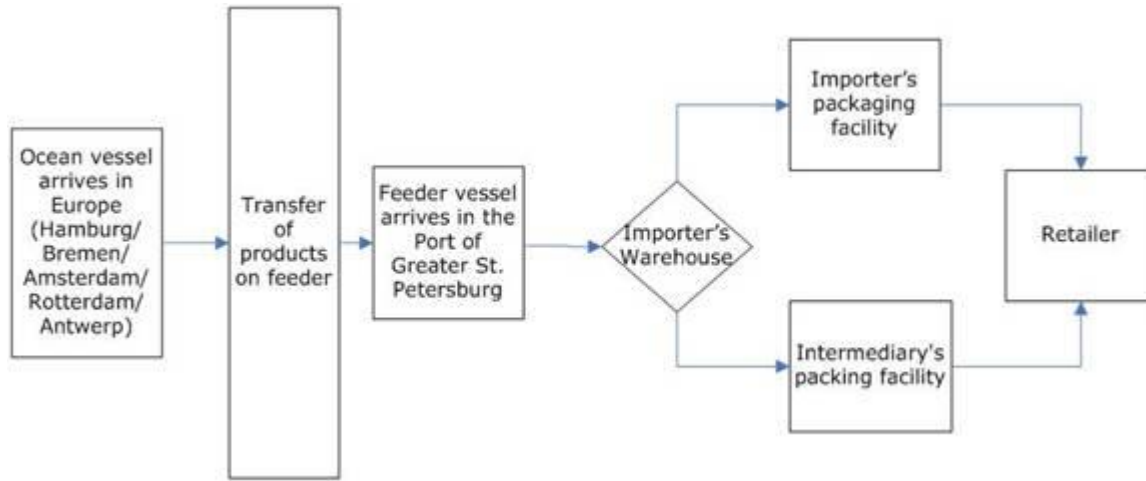 Ocean vessel
arrives in
Europe
(Hamburg/
Bremen/
Amsterdam/
Rotterdam/
Antwerp)
Transfer
of
products
on feeder
Feeder vessel
arrives in the
Port of
Greater St.
Petersburg
Importer's
Warehouse
Importer's
packaging
facility
Intermediary's
packing facility
Retailer